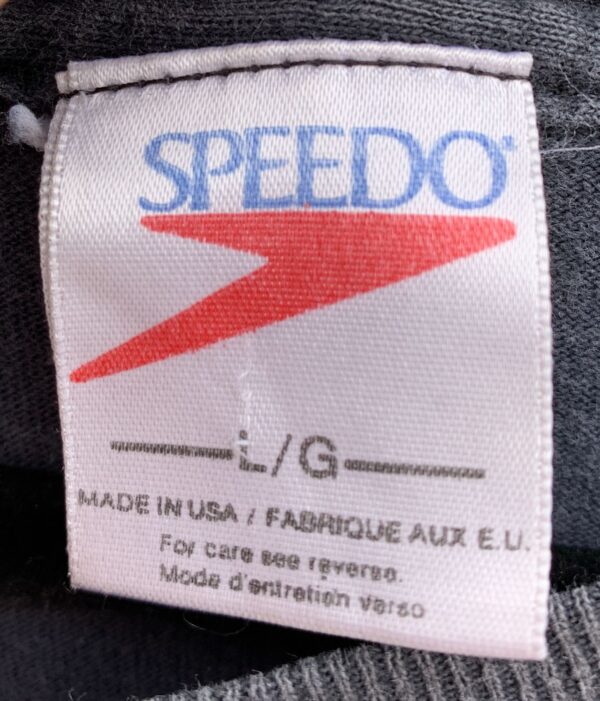 SPEEDO®
L/G
MADE IN USA / FABRIQUE AUX E.U.
For care see reverse.
Mode d'entretien verso